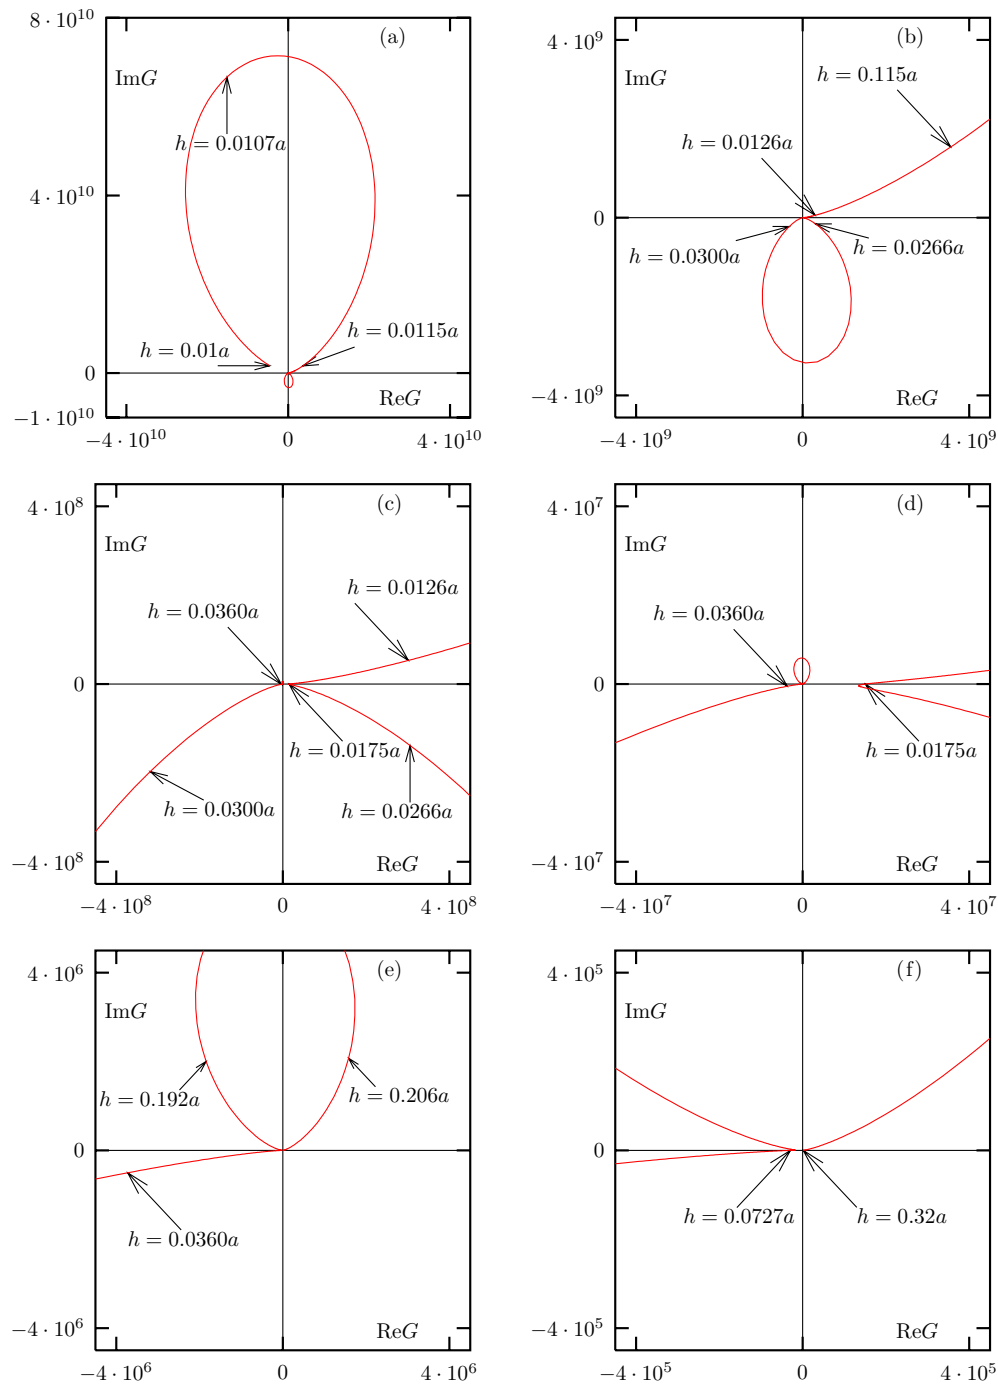 (a)
8 · 10^10
ImG
h = 0.0107a
4 · 10^10
h = 0.0115a
h = 0.01a
0
ReG
−1 · 10^10
−4 · 10^10 0 4 · 10^10
(b)
4 · 10^9
ImG
h = 0.115a
h = 0.0126a
0
h = 0.0300a
h = 0.0266a
−4 · 10^9
ReG
−4 · 10^9 0 4 · 10^9
(c)
4 · 10^8
ImG
h = 0.0126a
h = 0.0360a
0
h = 0.0175a
h = 0.0300a
h = 0.0266a
−4 · 10^8
ReG
−4 · 10^8 0 4 · 10^8
(d)
4 · 10^7
ImG
h = 0.0360a
0
h = 0.0175a
−4 · 10^7
ReG
−4 · 10^7 0 4 · 10^7
(e)
4 · 10^6
ImG
h = 0.192a
h = 0.206a
0
h = 0.0360a
−4 · 10^6
ReG
−4 · 10^6 0 4 · 10^6
(f)
4 · 10^5
ImG
0
h = 0.0727a
h = 0.32a
−4 · 10^5
ReG
−4 · 10^5 0 4 · 10^5